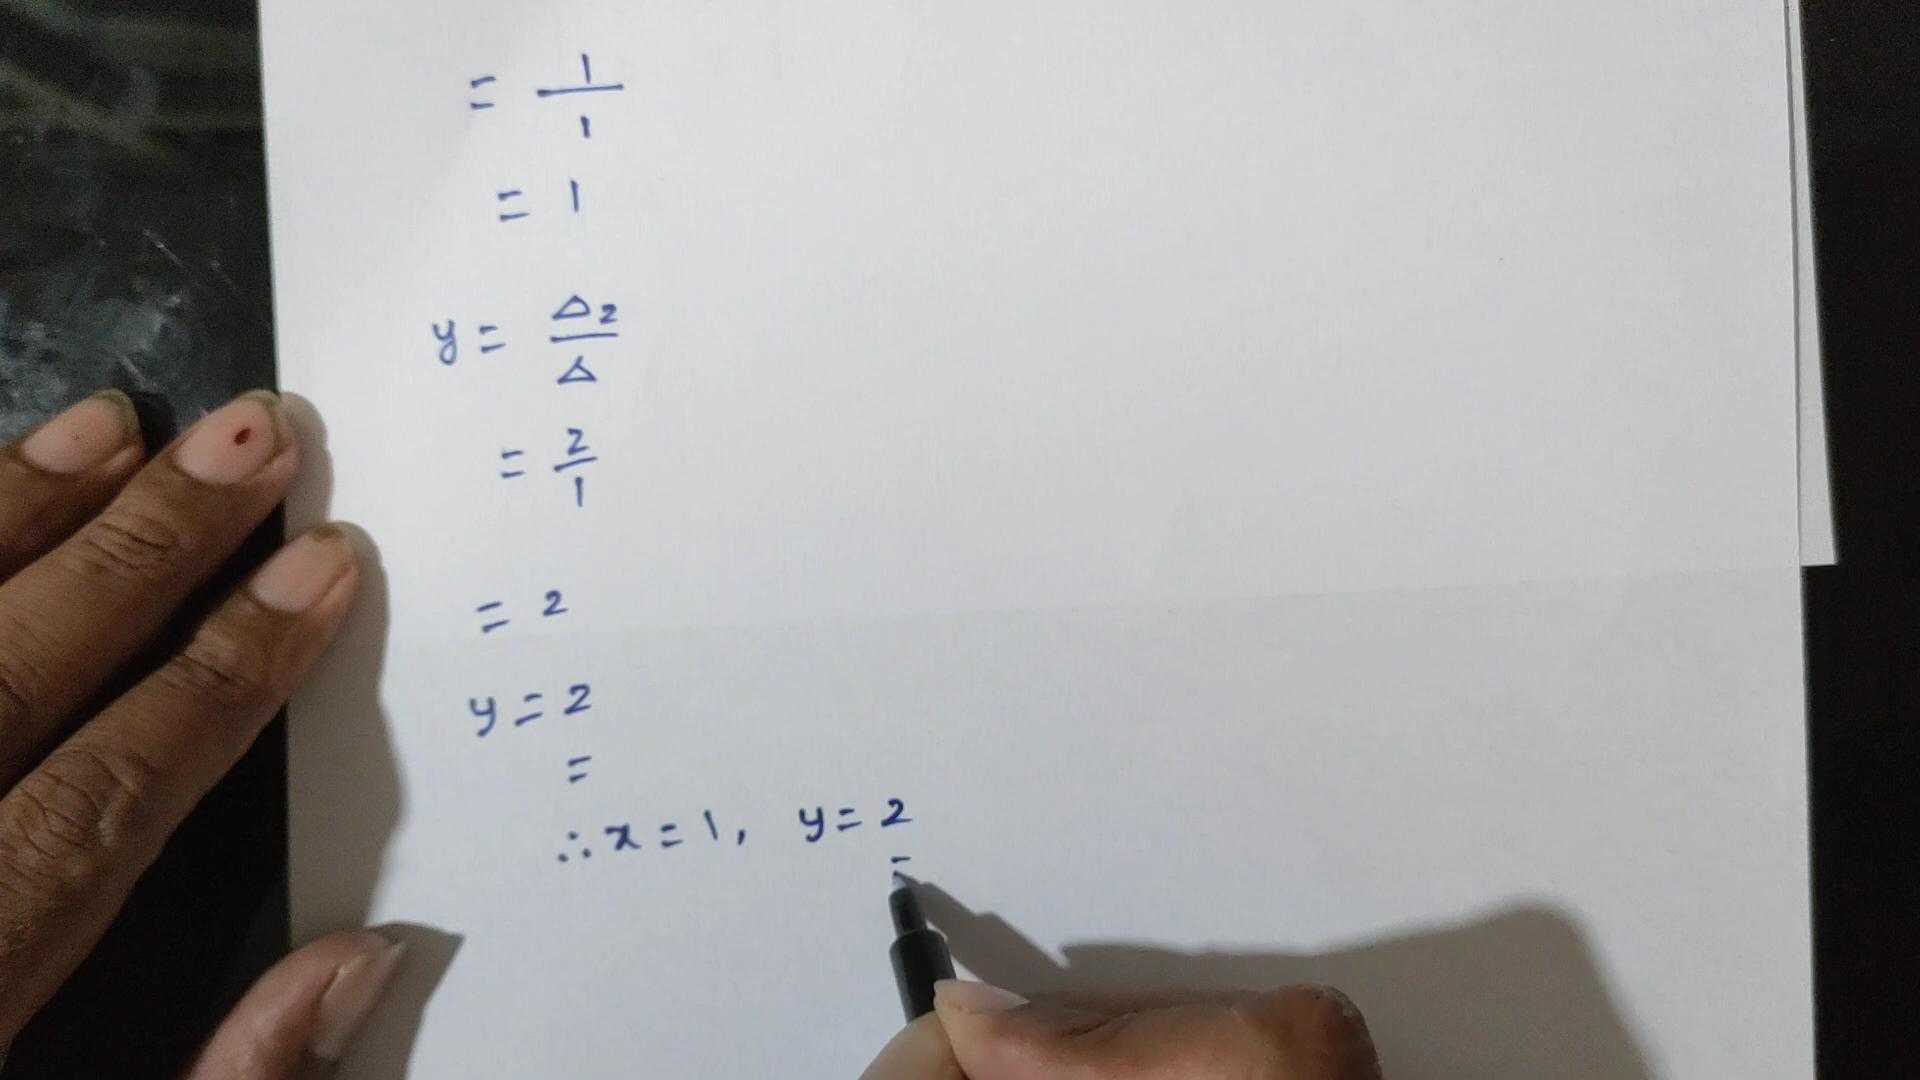 = 1/1
= 1
y = Δ2/Δ
= 2/1
= 2
y = 2
=
∴ x = 1, y = 2